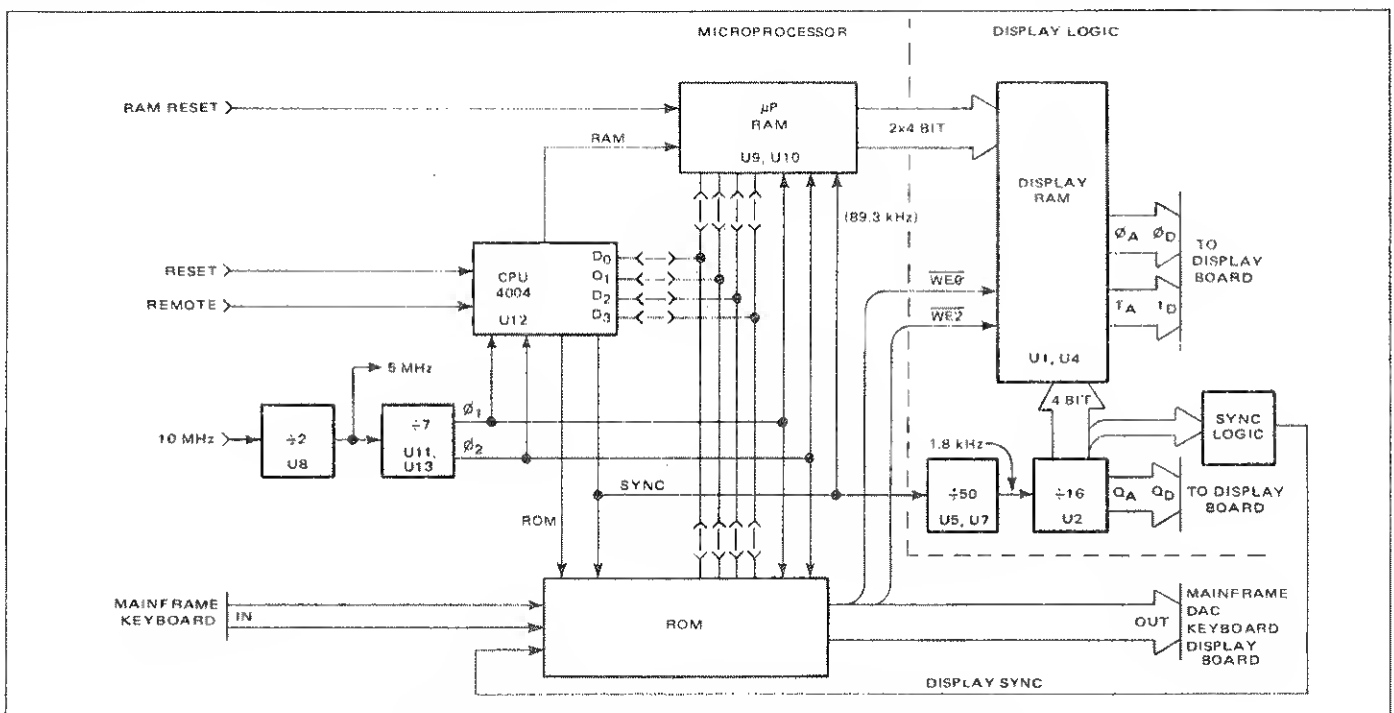 MICROPROCESSOR
DISPLAY LOGIC
RAM RESET
µP
RAM
U9, U10
2x4 BIT
RAM
DISPLAY
RAM
U1, U4
(89.3 kHz)
ØA ØD
TO
DISPLAY
BOARD
1A 1D
RESET
REMOTE
CPU
4004
U12
D0
Q1
D2
D3
WE0
WE2
5 MHz
10 MHz
÷2
U8
÷7
U11,
U13
Ø1
Ø2
4 BIT
SYNC
LOGIC
1.8 kHz
SYNC
÷50
U5, U7
÷16
U2
QA QD
TO DISPLAY
BOARD
ROM
MAINFRAME
KEYBOARD
IN
ROM
OUT
MAINFRAME
DAC
KEYBOARD
DISPLAY
BOARD
DISPLAY SYNC